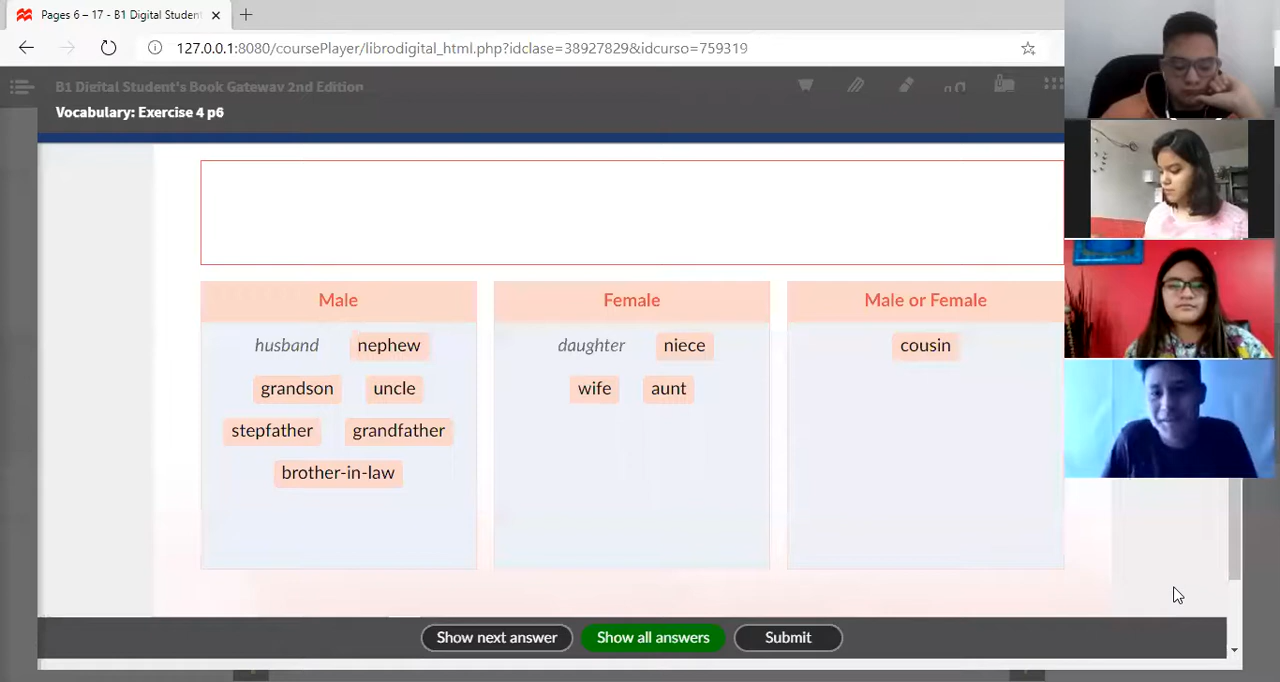 Pages 6 – 17 - B1 Digital Studen
127.0.0.1:8080/coursePlayer/librodigital_html.php?idclase=38927829&idcurso=759319
B1 Digital Student's Book Gateway 2nd Edition
Vocabulary: Exercise 4 p6
Male Female Male or Female
husband nephew daughter niece cousin
grandson uncle wife aunt
stepfather grandfather
brother-in-law
Show next answer Show all answers Submit